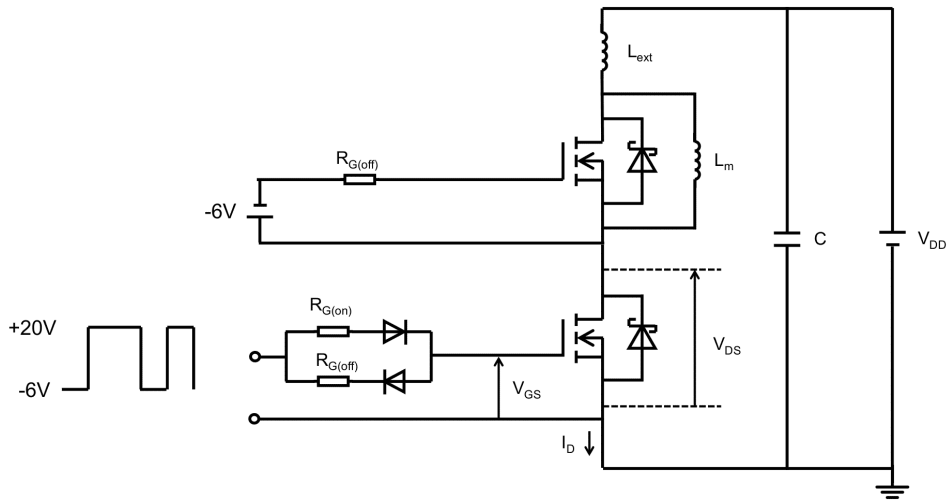 L_ext
R_G(off)
L_m
-6V
C
V_DD
+20V
-6V
R_G(on)
R_G(off)
V_GS
V_DS
I_D